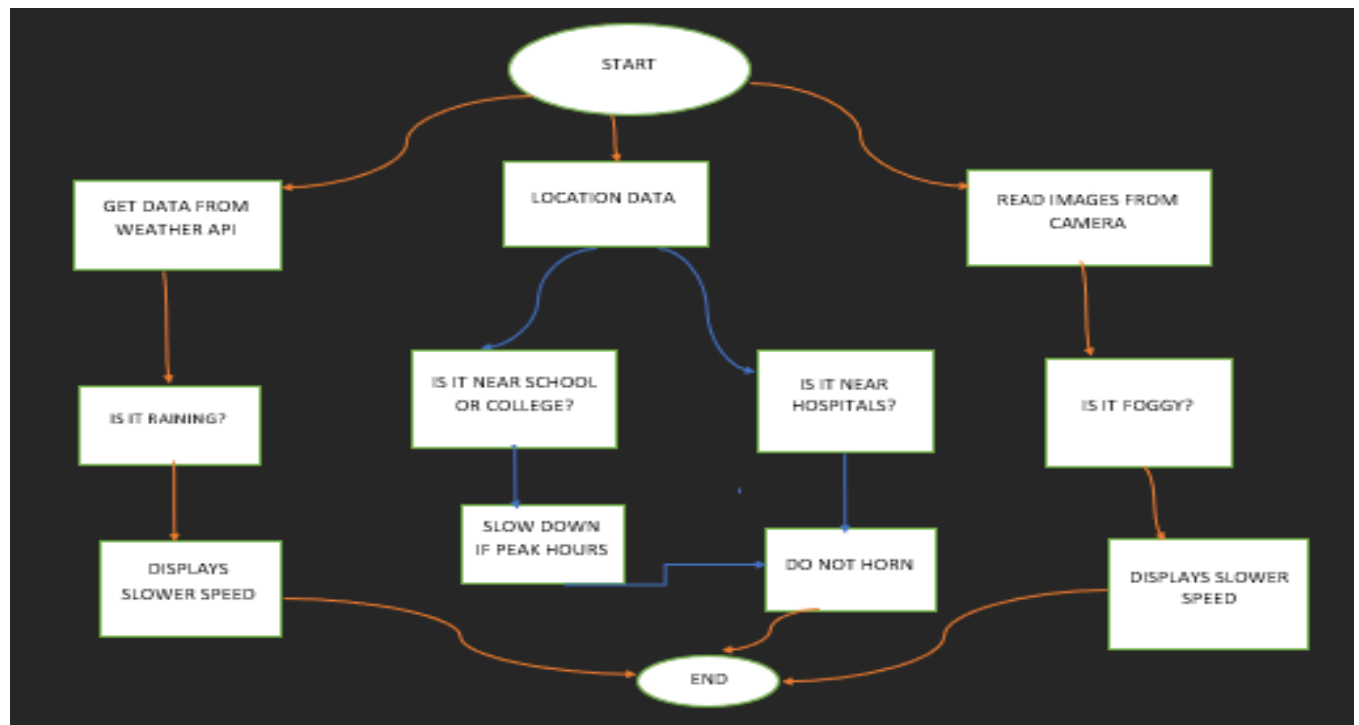 START
GET DATA FROM
WEATHER API
LOCATION DATA
READ IMAGES FROM
CAMERA
IS IT RAINING?
IS IT NEAR SCHOOL
OR COLLEGE?
IS IT NEAR
HOSPITALS?
IS IT FOGGY?
DISPLAYS
SLOWER SPEED
SLOW DOWN
IF PEAK HOURS
DO NOT HORN
DISPLAYS SLOWER
SPEED
END